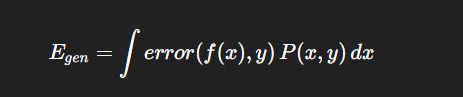 E_gen = ∫ error(f(x), y) P(x, y) dx